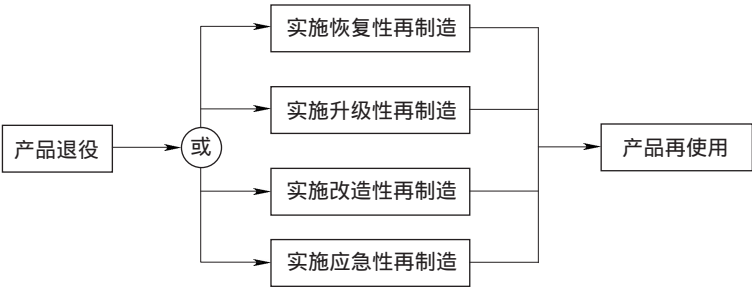 实施恢复性再制造
实施升级性再制造
产品退役
或
产品再使用
实施改造性再制造
实施应急性再制造